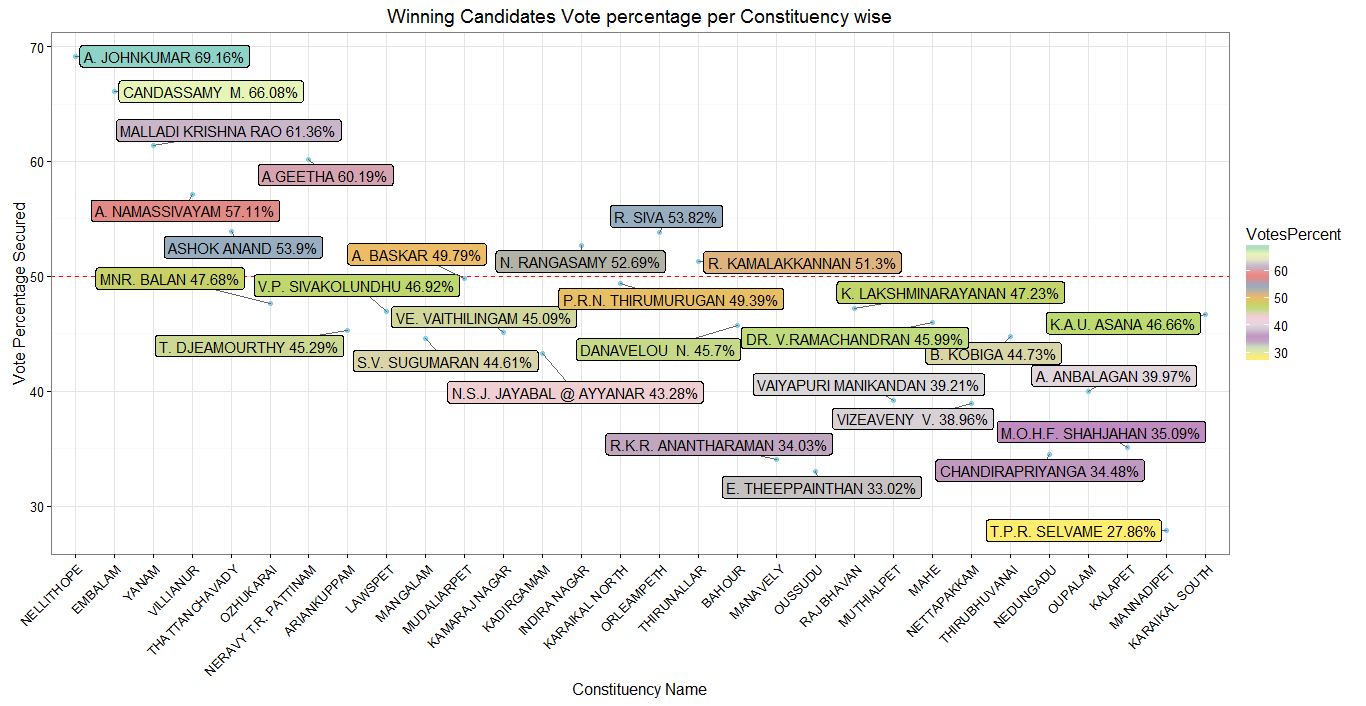 Winning Candidates Vote percentage per Constituency wise
Vote Percentage Secured
70
60
50
40
30
A. JOHNKUMAR 69.16%
CANDASSAMY  M. 66.08%
MALLADI KRISHNA RAO 61.36%
A.GEETHA 60.19%
A. NAMASSIVAYAM 57.11%
R. SIVA 53.82%
ASHOK ANAND 53.9%
A. BASKAR 49.79%
N. RANGASAMY 52.69%
R. KAMALAKKANNAN 51.3%
MNR. BALAN 47.68%
V.P. SIVAKOLUNDHU 46.92%
P.R.N. THIRUMURUGAN 49.39%
K. LAKSHMINARAYANAN 47.23%
VE. VAITHILINGAM 45.09%
K.A.U. ASANA 46.66%
T. DJEAMOURTHY 45.29%
DANAVELOU  N. 45.7%
DR. V.RAMACHANDRAN 45.99%
S.V. SUGUMARAN 44.61%
B. KOBIGA 44.73%
N.S.J. JAYABAL @ AYYANAR 43.28%
VAIYAPURI MANIKANDAN 39.21%
A. ANBALAGAN 39.97%
VIZEAVENY  V. 38.96%
R.K.R. ANANTHARAMAN 34.03%
M.O.H.F. SHAHJAHAN 35.09%
E. THEEPPAINTHAN 33.02%
CHANDIRAPRIYANGA 34.48%
T.P.R. SELVAME 27.86%
NELLITHOPE
EMBALAM
YANAM
VILLIANUR
THATTANCHAVADY
OZHUKARAI
NERAVY T.R. PATTINAM
ARIANKUPPAM
LAWSPET
MANGALAM
MUDALIARPET
KAMARAJ NAGAR
KADIRGAMAM
INDIRA NAGAR
KARAIKAL NORTH
ORLEAMPETH
THIRUNALLAR
BAHOUR
MANAVELY
OUSSUDU
RAJ BHAVAN
MUTHIALPET
MAHE
NETTAPAKKAM
THIRUBHUVANAI
NEDUNGADU
OUPALAM
KALAPET
MANNADIPET
KARAIKAL SOUTH
Constituency Name
VotesPercent
60
50
40
30